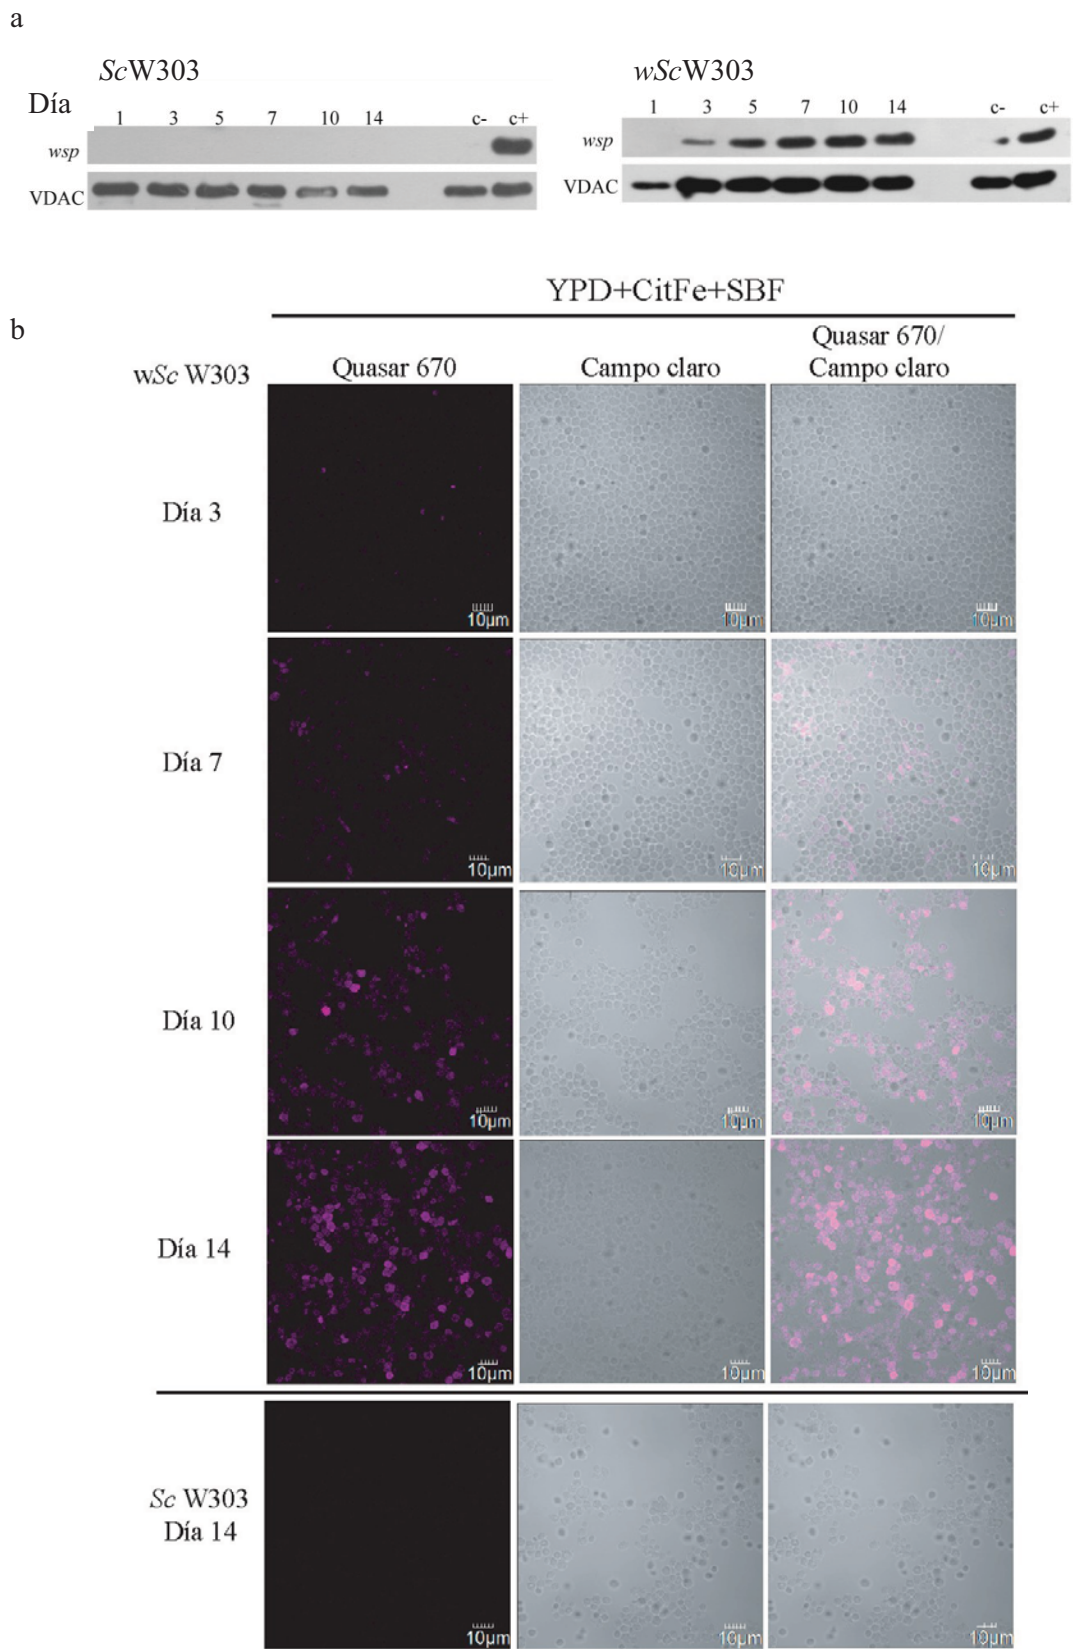 a
ScW303
wScW303
Día
1 3 5 7 10 14 c- c+
1 3 5 7 10 14 c- c+
wsp
wsp
VDAC
VDAC
YPD+CitFe+SBF
b
wSc W303
Quasar 670
Campo claro
Quasar 670/
Campo claro
Día 3
10µm
10µm
10µm
Día 7
10µm
10µm
10µm
Día 10
10µm
10µm
10µm
Día 14
10µm
10µm
10µm
Sc W303
Día 14
10µm
10µm
10µm